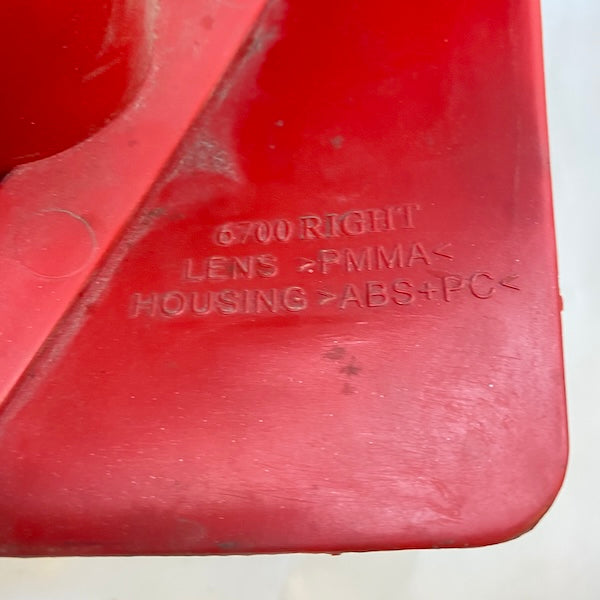 6700 RIGHT
LENS >PMMA<
HOUSING >ABS+PC<